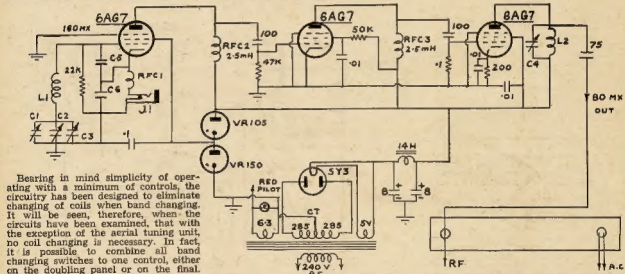 6AG7
6AG7
6AG7
160MX
C5
C6
22K
RFC1
J1
L1
C1
C2
C3
.1
RFC2
2·5mH
100
47K
50K
.01
RFC3
2·5mH
100
.1
.01
200
.01
C4
L2
75
80 MX
OUT
VR105
VR150
RED
PILOT
6·3
5Y3
CT
285
285
5V
240 V
14H
8
8
RF
A.C.
Bearing in mind simplicity of oper-
ating with a minimum of controls, the
circuitry has been designed to eliminate
changing of coils when band changing.
It will be seen, therefore, when the
circuits have been examined, that with
the exception of the aerial tuning unit,
no coil changing is necessary. In fact,
it is possible to combine all band
changing switches to one control, either
on the doubling panel or on the final.